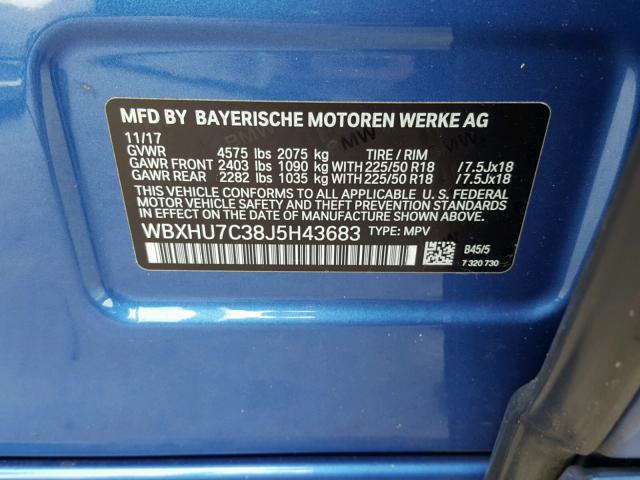 MFD BY BAYERISCHE MOTOREN WERKE AG
11/17
GVWR 4575 lbs 2075 kg TIRE / RIM
GAWR FRONT 2403 lbs 1090 kg WITH 225/50 R18 /7.5Jx18
GAWR REAR 2282 lbs 1035 kg WITH 225/50 R18 /7.5Jx18
THIS VEHICLE CONFORMS TO ALL APPLICABLE U. S. FEDERAL
MOTOR VEHICLE SAFETY AND THEFT PREVENTION STANDARDS
IN EFFECT ON THE DATE OF MANUFACTURE SHOWN ABOVE.
WBXHU7C38J5H43683 TYPE: MPV
B45/5
7 320 730